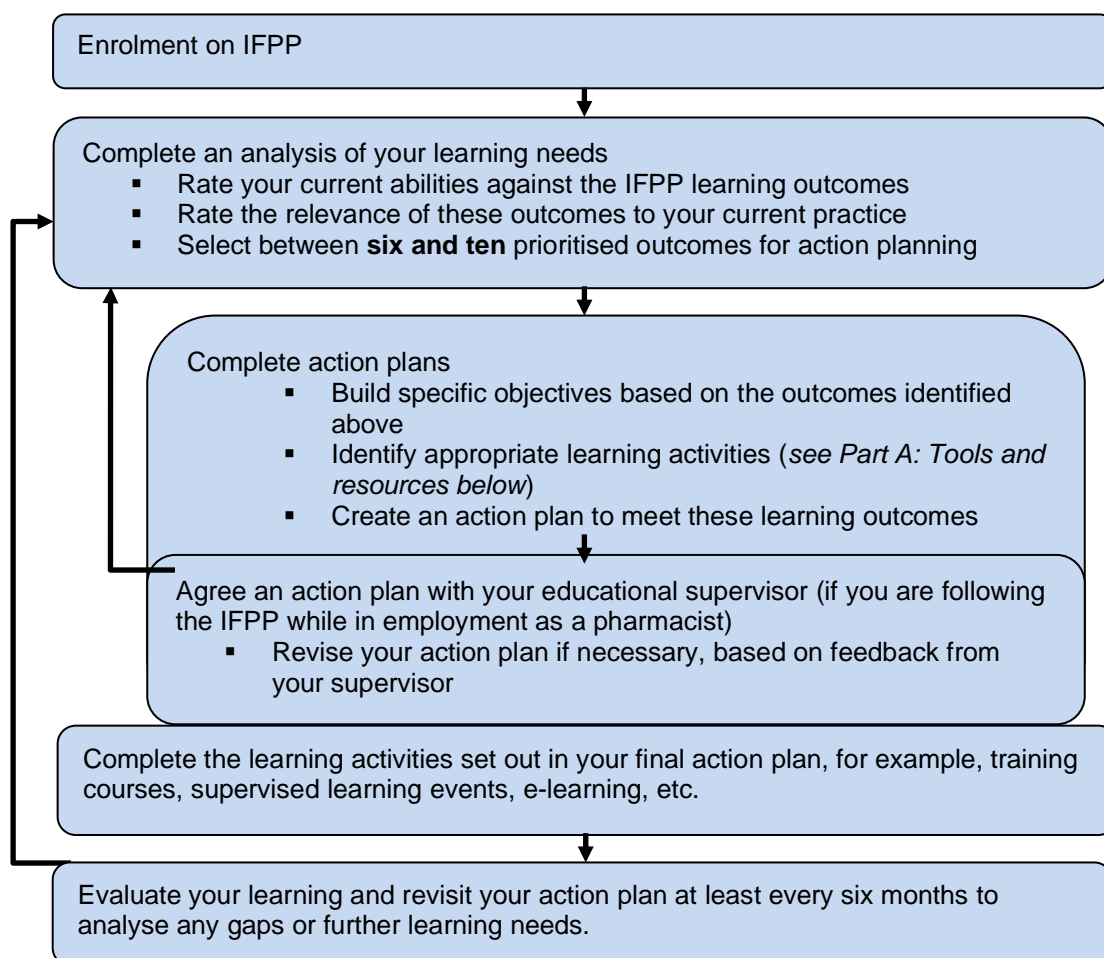 Enrolment on IFPP
Complete an analysis of your learning needs
▪ Rate your current abilities against the IFPP learning outcomes
▪ Rate the relevance of these outcomes to your current practice
▪ Select between six and ten prioritised outcomes for action planning
Complete action plans
▪ Build specific objectives based on the outcomes identified
above
▪ Identify appropriate learning activities (see Part A: Tools and
resources below)
▪ Create an action plan to meet these learning outcomes
Agree an action plan with your educational supervisor (if you are following
the IFPP while in employment as a pharmacist)
▪ Revise your action plan if necessary, based on feedback from
your supervisor
Complete the learning activities set out in your final action plan, for example, training
courses, supervised learning events, e-learning, etc.
Evaluate your learning and revisit your action plan at least every six months to
analyse any gaps or further learning needs.